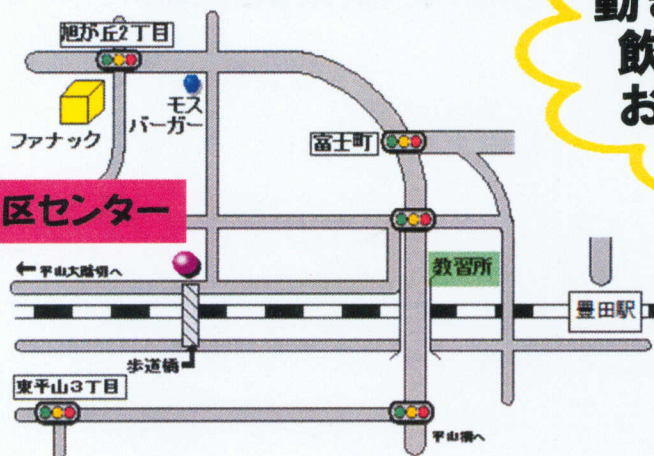 旭が丘2丁目
動
飲
お
モス
バーガー
ファナック
富士町
区センター
←平山大踏切へ
教習所
豊田駅
歩道橋
東平山3丁目
平山橋へ